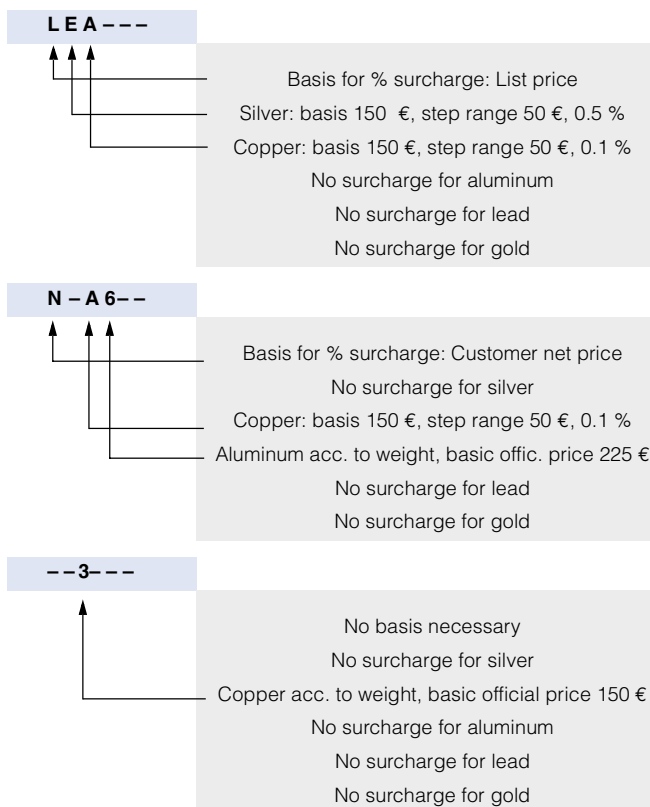 L E A – – –
Basis for % surcharge: List price
Silver: basis 150 €, step range 50 €, 0.5 %
Copper: basis 150 €, step range 50 €, 0.1 %
No surcharge for aluminum
No surcharge for lead
No surcharge for gold
N – A 6 – –
Basis for % surcharge: Customer net price
No surcharge for silver
Copper: basis 150 €, step range 50 €, 0.1 %
Aluminum acc. to weight, basic offic. price 225 €
No surcharge for lead
No surcharge for gold
– – 3 – – –
No basis necessary
No surcharge for silver
Copper acc. to weight, basic official price 150 €
No surcharge for aluminum
No surcharge for lead
No surcharge for gold